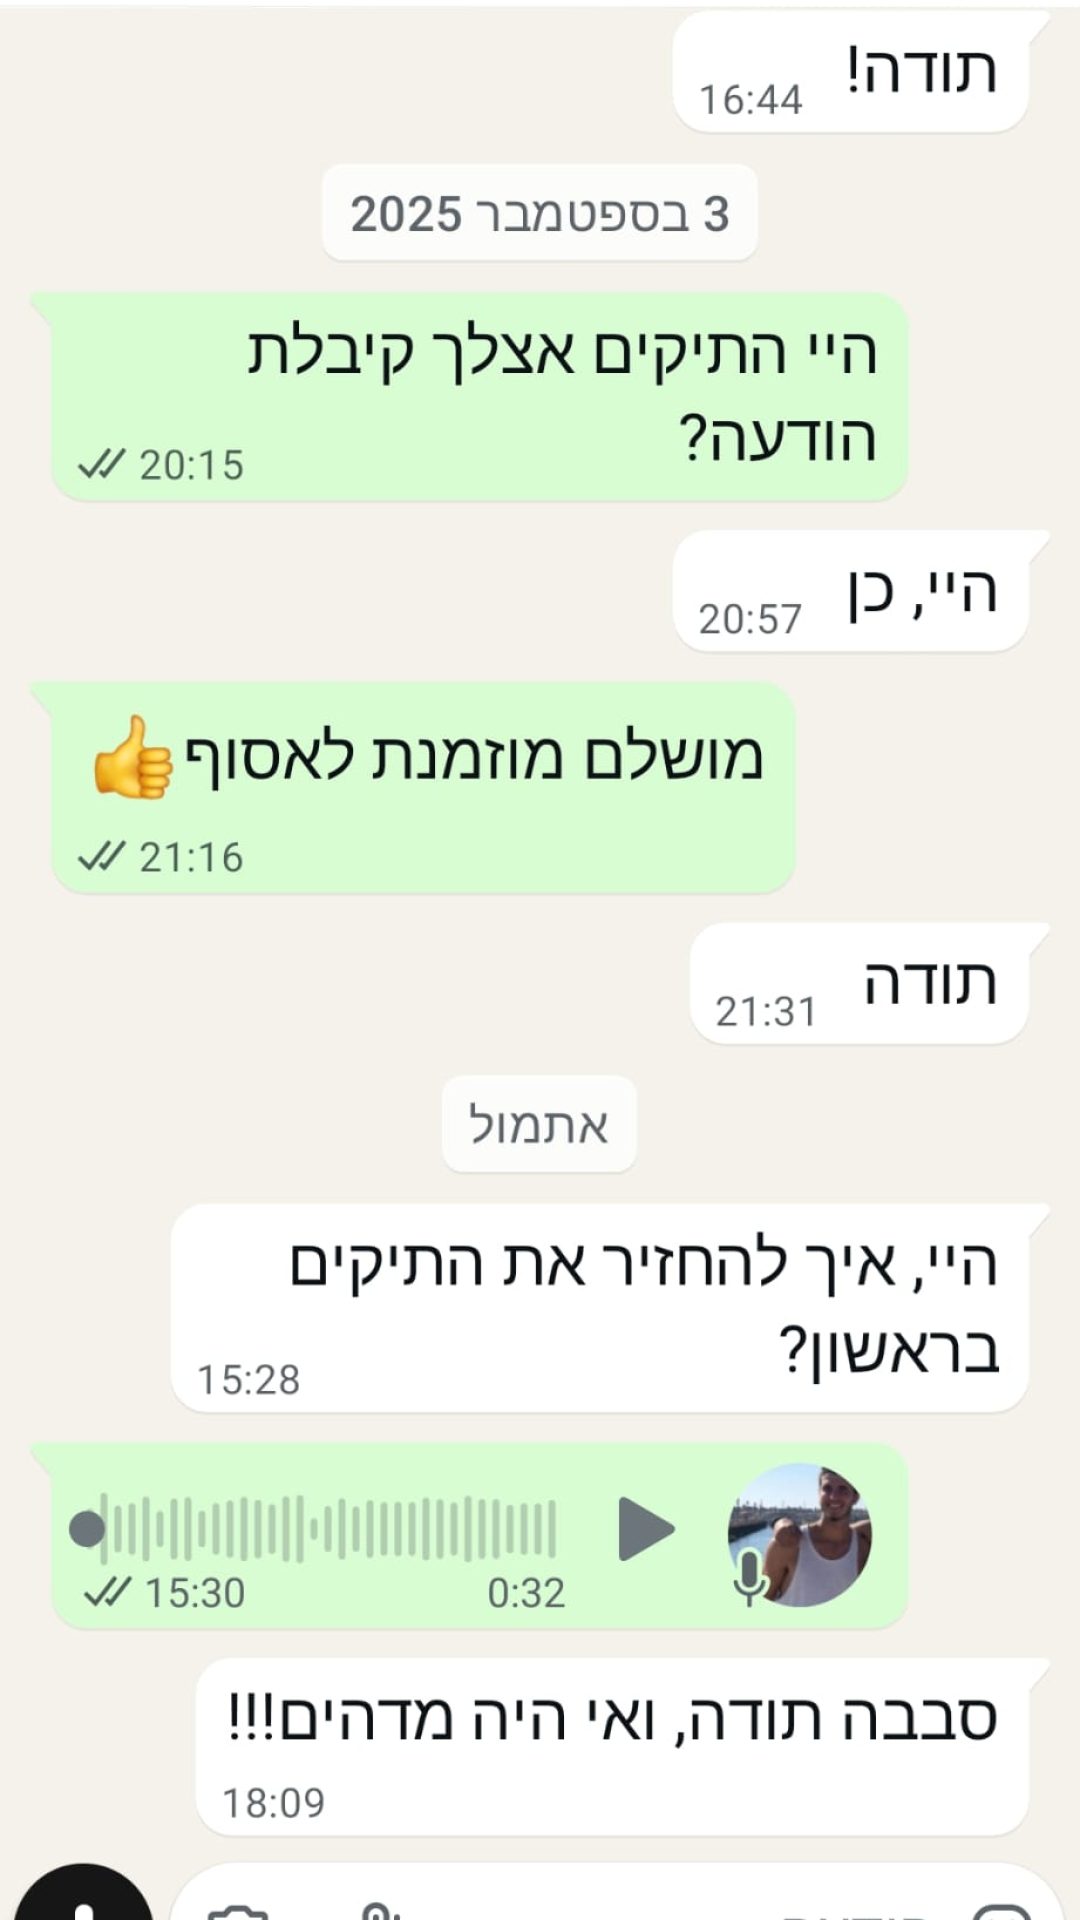 תודה!
16:44
3 בספטמבר 2025
היי התיקים אצלך קיבלת
הודעה?
20:15
היי, כן
20:57
מושלם מוזמנת לאסוף👍
21:16
תודה
21:31
אתמול
היי, איך להחזיר את התיקים
בראשון?
15:28
0:32
15:30
סבבה תודה, ואי היה מדהים!!!
18:09